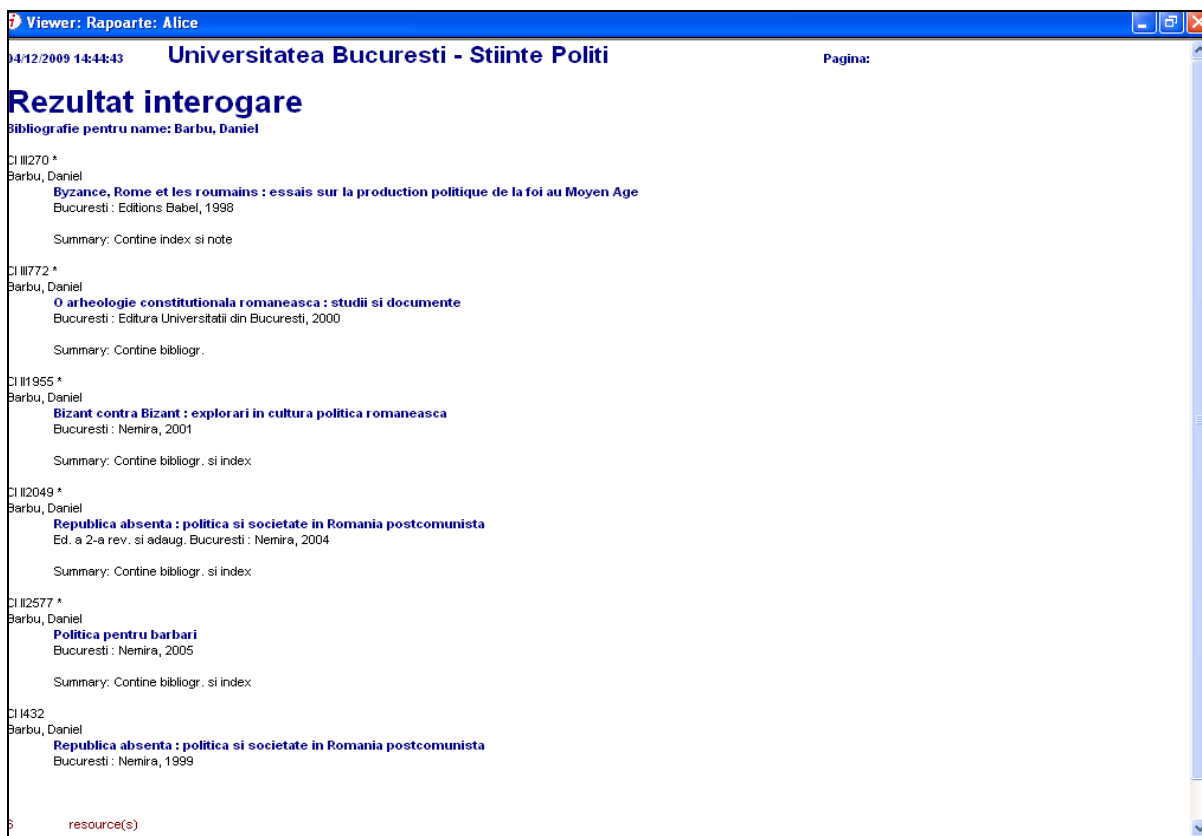 Viewer: Rapoarte: Alice
04/12/2009 14:44:43 Universitatea Bucuresti - Stiinte Politi Pagina:
Rezultat interogare
Bibliografie pentru name: Barbu, Daniel
CI III270 *
Barbu, Daniel
Byzance, Rome et les roumains : essais sur la production politique de la foi au Moyen Age
Bucuresti : Editions Babel, 1998
Summary: Contine index si note
CI III772 *
Barbu, Daniel
O arheologie constitutionala romaneasca : studii si documente
Bucuresti : Editura Universitatii din Bucuresti, 2000
Summary: Contine bibliogr.
CI II1955 *
Barbu, Daniel
Bizant contra Bizant : explorari in cultura politica romaneasca
Bucuresti : Nemira, 2001
Summary: Contine bibliogr. si index
CI II2049 *
Barbu, Daniel
Republica absenta : politica si societate in Romania postcomunista
Ed. a 2-a rev. si adaug. Bucuresti : Nemira, 2004
Summary: Contine bibliogr. si index
CI II2577 *
Barbu, Daniel
Politica pentru barbari
Bucuresti : Nemira, 2005
Summary: Contine bibliogr. si index
CI I432
Barbu, Daniel
Republica absenta : politica si societate in Romania postcomunista
Bucuresti : Nemira, 1999
6 resource(s)